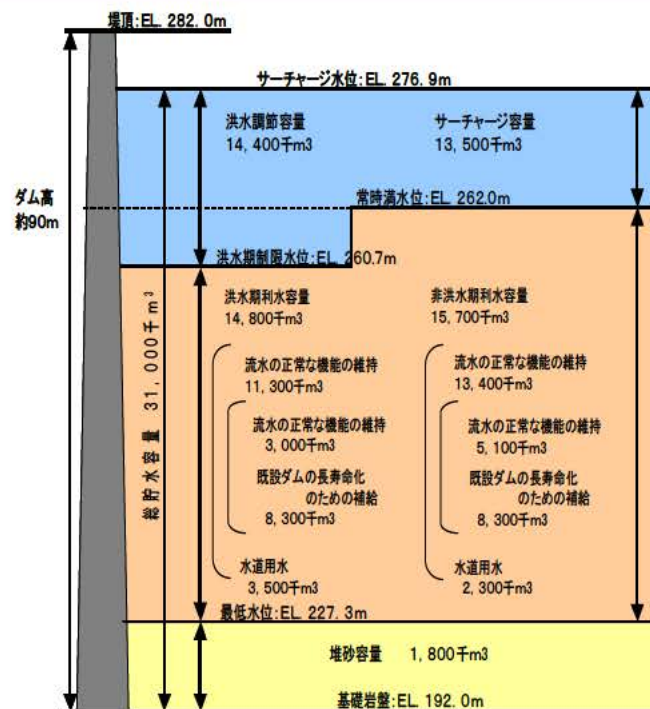 堤頂:EL. 282.0m
サーチャージ水位:EL. 276.9m
洪水調節容量
14,400千m3
サーチャージ容量
13,500千m3
ダム高
約90m
常時満水位:EL. 262.0m
洪水期制限水位:EL. 260.7m
総貯水容量 31,000千m³
洪水期利水容量
14,800千m3
流水の正常な機能の維持
11,300千m3
流水の正常な機能の維持
3,000千m3
既設ダムの長寿命化
のための補給
8,300千m3
水道用水
3,500千m3
非洪水期利水容量
15,700千m3
流水の正常な機能の維持
13,400千m3
流水の正常な機能の維持
5,100千m3
既設ダムの長寿命化
のための補給
8,300千m3
水道用水
2,300千m3
最低水位:EL. 227.3m
堆砂容量 1,800千m3
基礎岩盤:EL. 192.0m